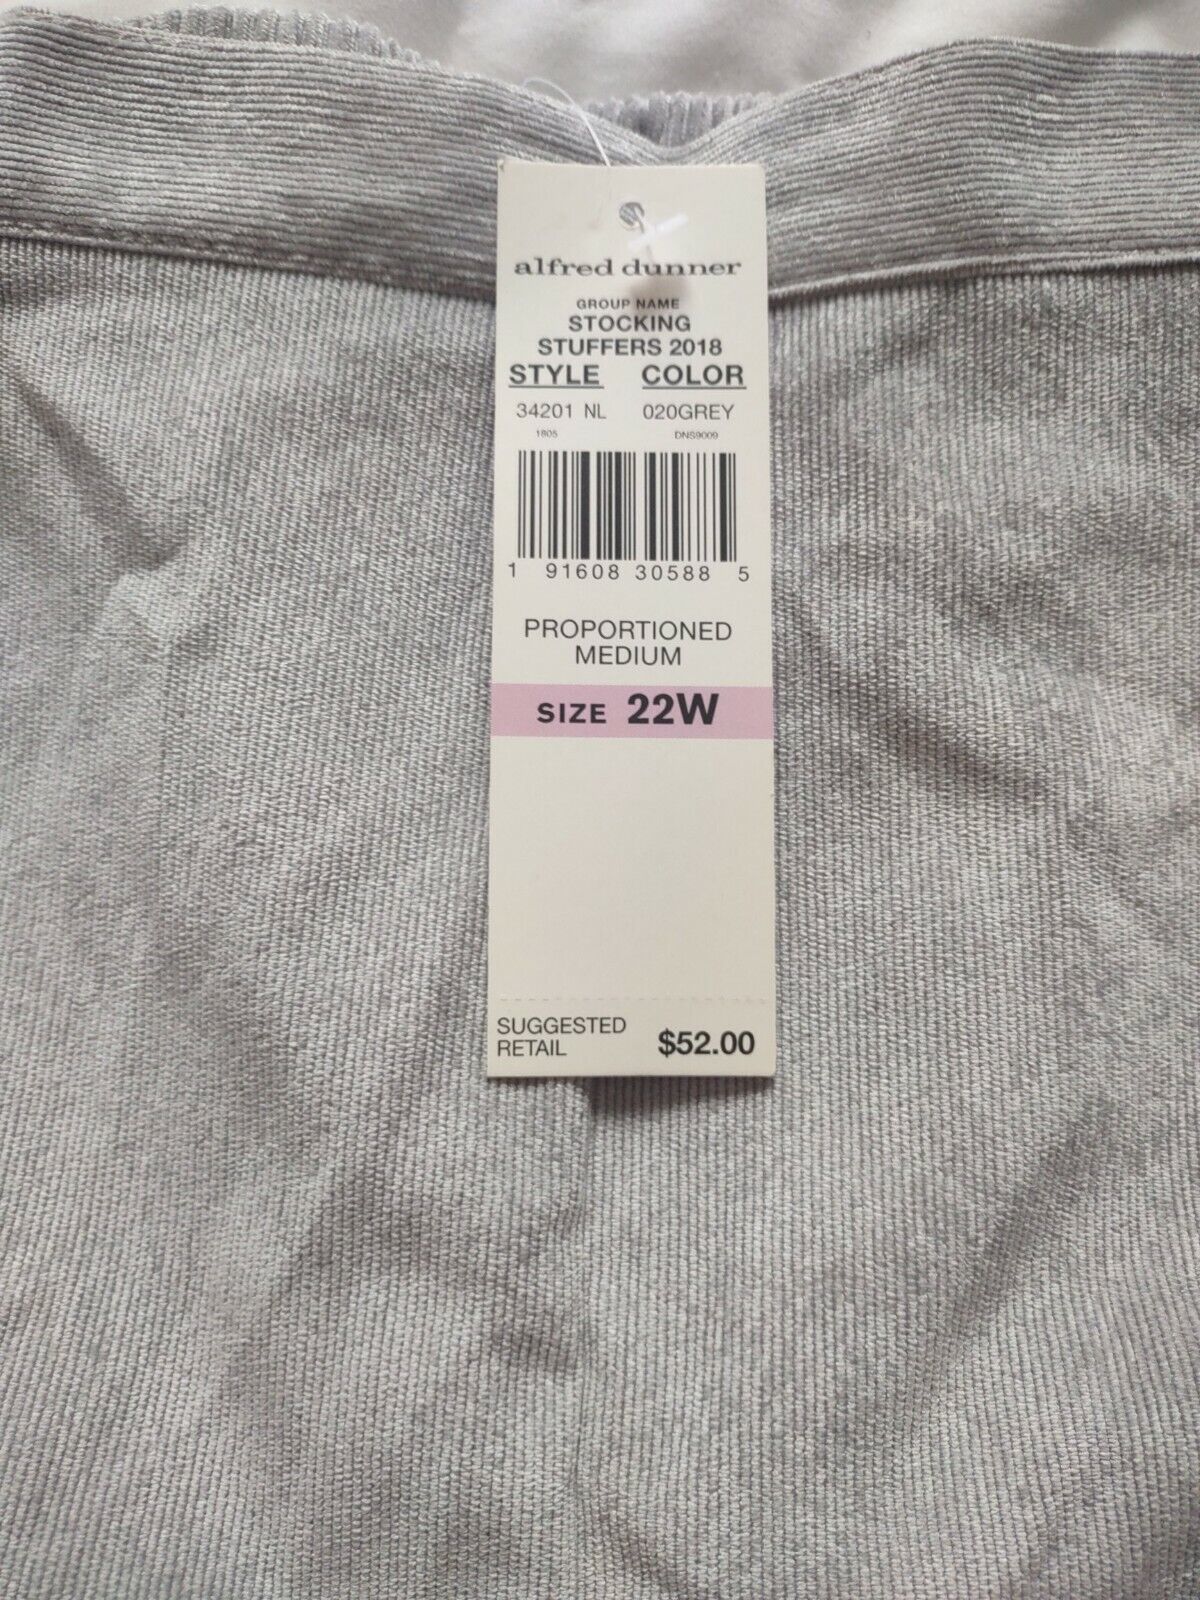 alfred dunner
GROUP NAME
STOCKING
STUFFERS 2018
STYLE COLOR
34201 NL 020GREY
1805 DNS9009
1 91608 30588 5
PROPORTIONED
MEDIUM
SIZE 22W
SUGGESTED
RETAIL $52.00